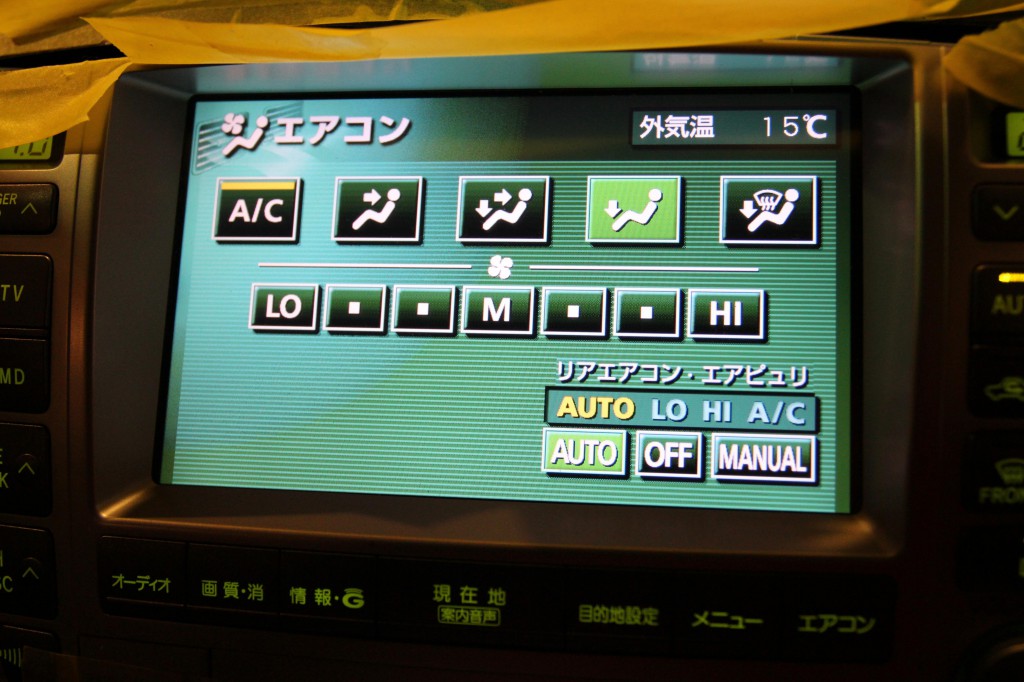 エアコン
外気温 15℃
A/C
LO M HI
リアエアコン・エアピュリ
AUTO LO HI A/C
AUTO OFF MANUAL
TV
MD
オーディオ 画質・消 情報・G 現在地 目的地設定 メニュー エアコン
案内音声